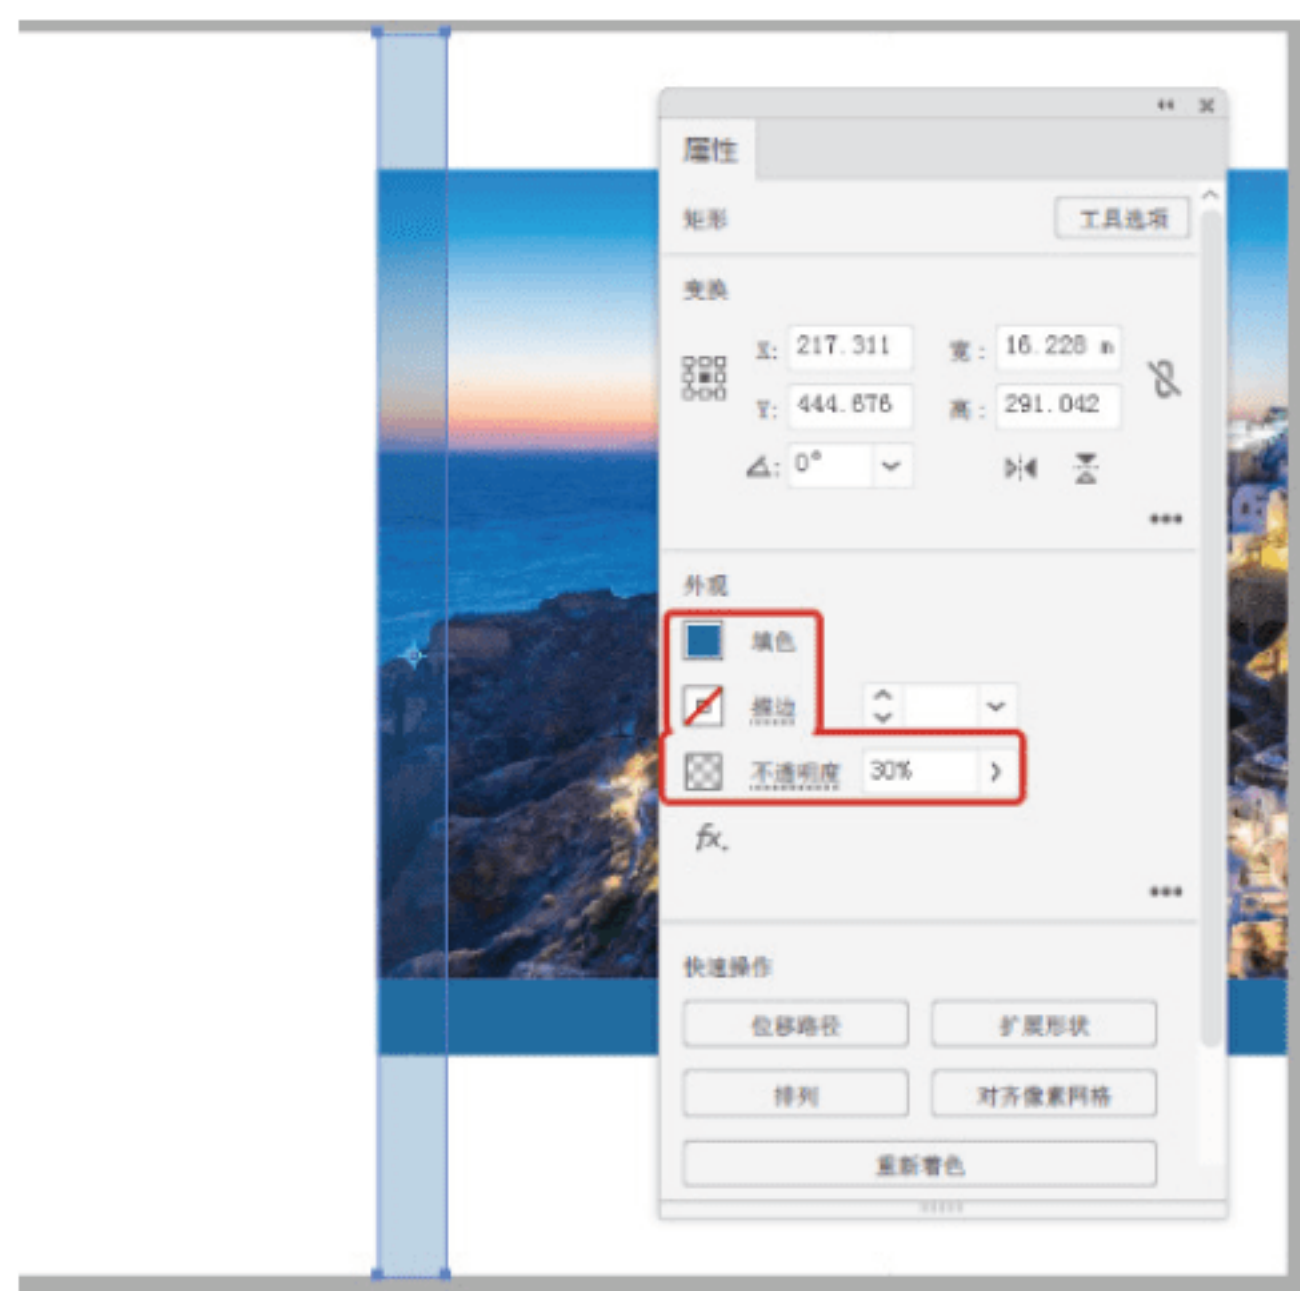 属性
矩形 工具选项
变换
X: 217.311 宽: 16.228 m
Y: 444.676 高: 291.042
0°
外观
填色
描边
不透明度 30%
fx.
快速操作
位移路径 扩展形状
排列 对齐像素网格
重新着色